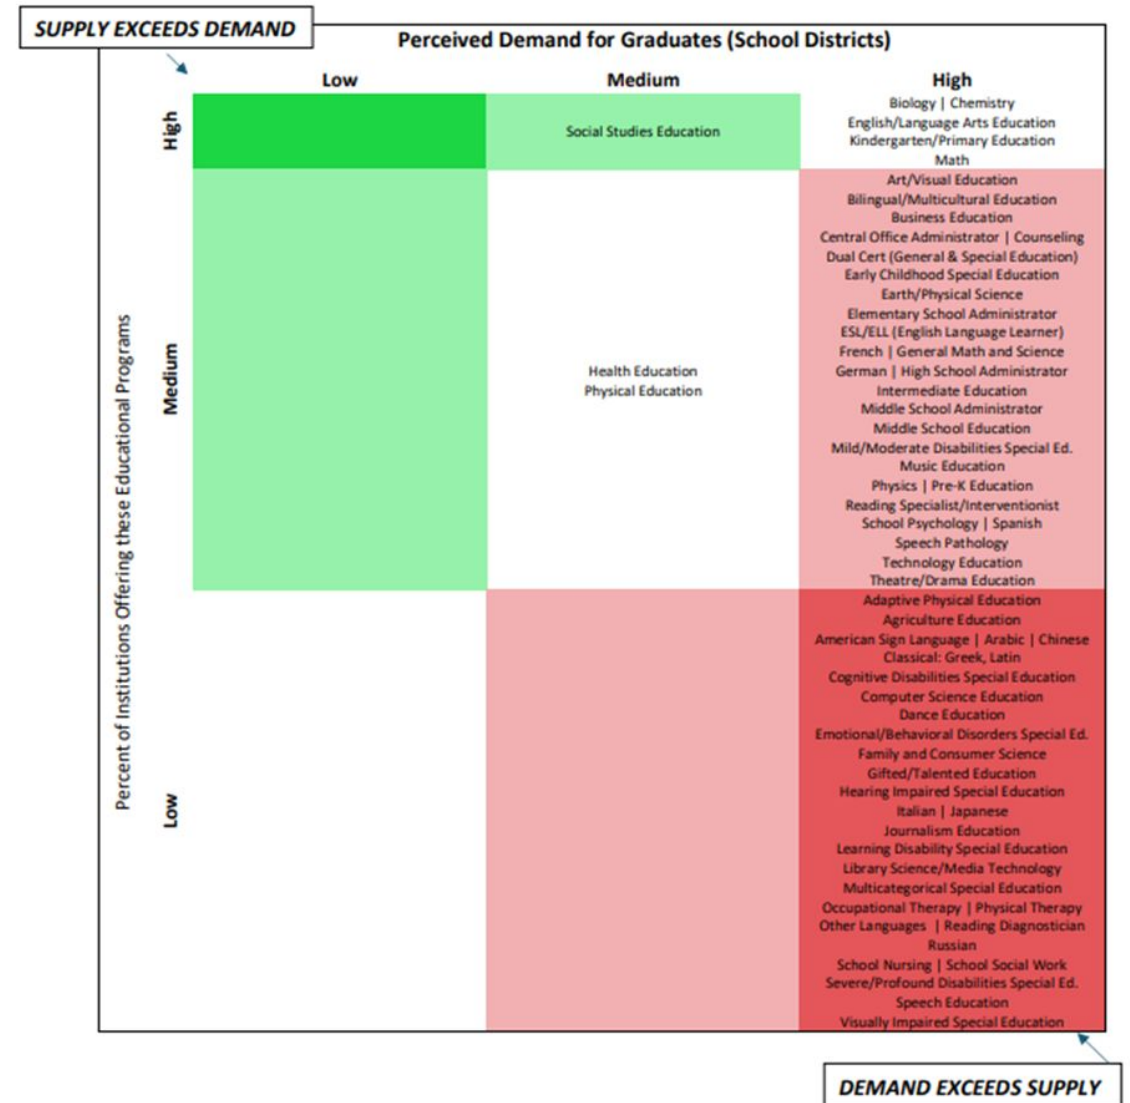 SUPPLY EXCEEDS DEMAND
Perceived Demand for Graduates (School Districts)
Low
Medium
High
High
Social Studies Education
Biology | Chemistry
English/Language Arts Education
Kindergarten/Primary Education
Math
Percent of Institutions Offering these Educational Programs
Medium
Health Education
Physical Education
Art/Visual Education
Bilingual/Multicultural Education
Business Education
Central Office Administrator | Counseling
Dual Cert (General & Special Education)
Early Childhood Special Education
Earth/Physical Science
Elementary School Administrator
ESL/ELL (English Language Learner)
French | General Math and Science
German | High School Administrator
Intermediate Education
Middle School Administrator
Middle School Education
Mild/Moderate Disabilities Special Ed.
Music Education
Physics | Pre-K Education
Reading Specialist/Interventionist
School Psychology | Spanish
Speech Pathology
Technology Education
Theatre/Drama Education
Low
Adaptive Physical Education
Agriculture Education
American Sign Language | Arabic | Chinese
Classical: Greek, Latin
Cognitive Disabilities Special Education
Computer Science Education
Dance Education
Emotional/Behavioral Disorders Special Ed.
Family and Consumer Science
Gifted/Talented Education
Hearing Impaired Special Education
Italian | Japanese
Journalism Education
Learning Disability Special Education
Library Science/Media Technology
Multicategorical Special Education
Occupational Therapy | Physical Therapy
Other Languages | Reading Diagnostician
Russian
School Nursing | School Social Work
Severe/Profound Disabilities Special Ed.
Speech Education
Visually Impaired Special Education
DEMAND EXCEEDS SUPPLY